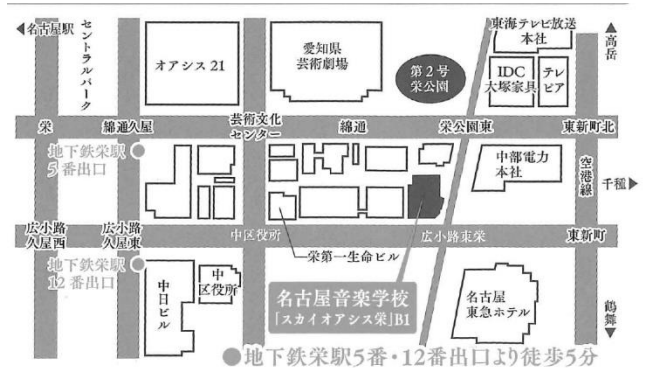 名古屋駅
セントラルパーク
オアシス21
愛知県
芸術劇場
第2号
栄公園
東海テレビ放送
本社
IDC
大塚家具
テレ
ピア
高岳
栄
錦通久屋
芸術文化
センター
錦通
栄公園東
東新町北
地下鉄栄駅
5番出口
中部電力
本社
空港線
千種
広小路
久屋西
広小路
久屋東
中区役所
広小路東栄
東新町
栄第一生命ビル
地下鉄栄駅
12番出口
中日ビル
中
区役所
名古屋音楽学校
「スカイオアシス栄」B1
名古屋
東急ホテル
鶴舞
●地下鉄栄駅5番・12番出口より徒歩5分